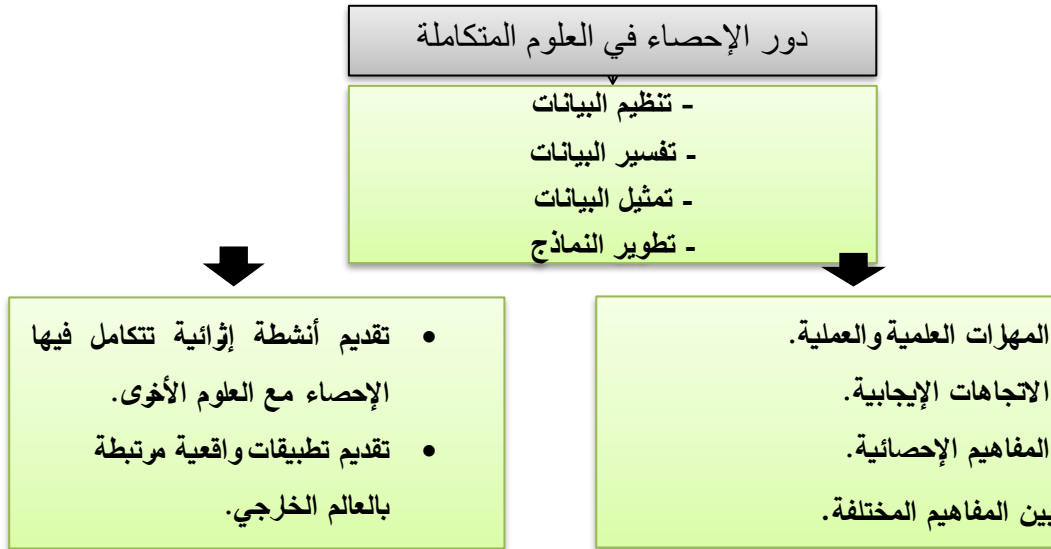 دور الإحصاء في العلوم المتكاملة
- تنظيم البيانات
- تفسير البيانات
- تمثيل البيانات
- تطوير النماذج
المهارات العلمية والعملية.
الاتجاهات الإيجابية.
المفاهيم الإحصائية.
بين المفاهيم المختلفة.
• تقديم أنشطة إثرائية تتكامل فيها
الإحصاء مع العلوم الأخرى.
• تقديم تطبيقات واقعية مرتبطة
بالعالم الخارجي.